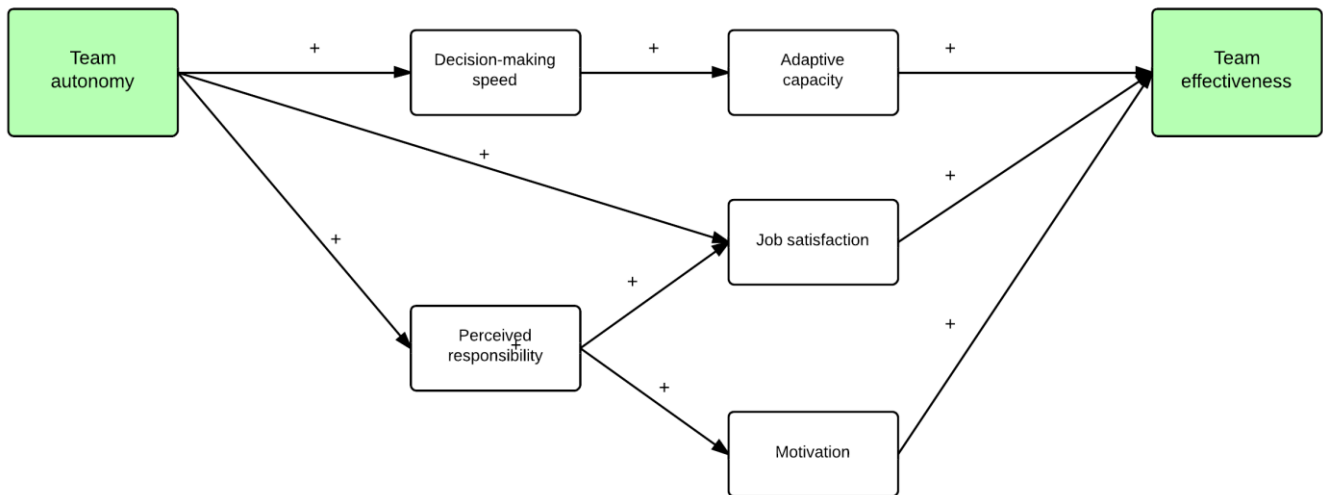 Team
autonomy
+
Decision-making
speed
+
Adaptive
capacity
+
Team
effectiveness
+
+
+
Job satisfaction
+
+
Perceived
responsibility
+
+
+
Motivation